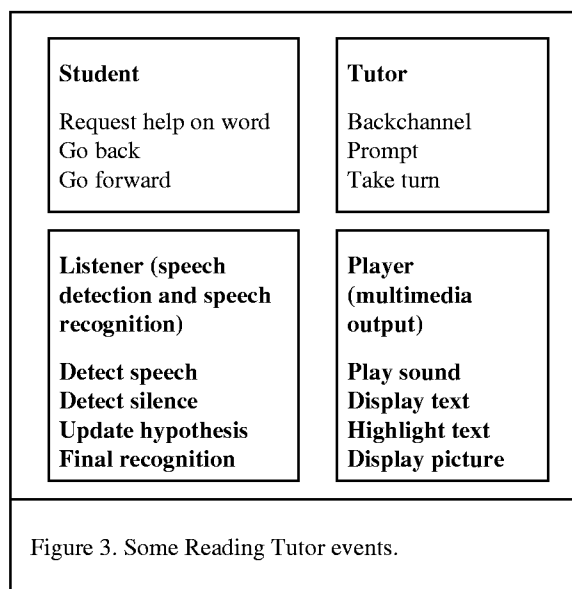 Student
Request help on word
Go back
Go forward
Tutor
Backchannel
Prompt
Take turn
Listener (speech
detection and speech
recognition)
Detect speech
Detect silence
Update hypothesis
Final recognition
Player
(multimedia
output)
Play sound
Display text
Highlight text
Display picture
Figure 3. Some Reading Tutor events.